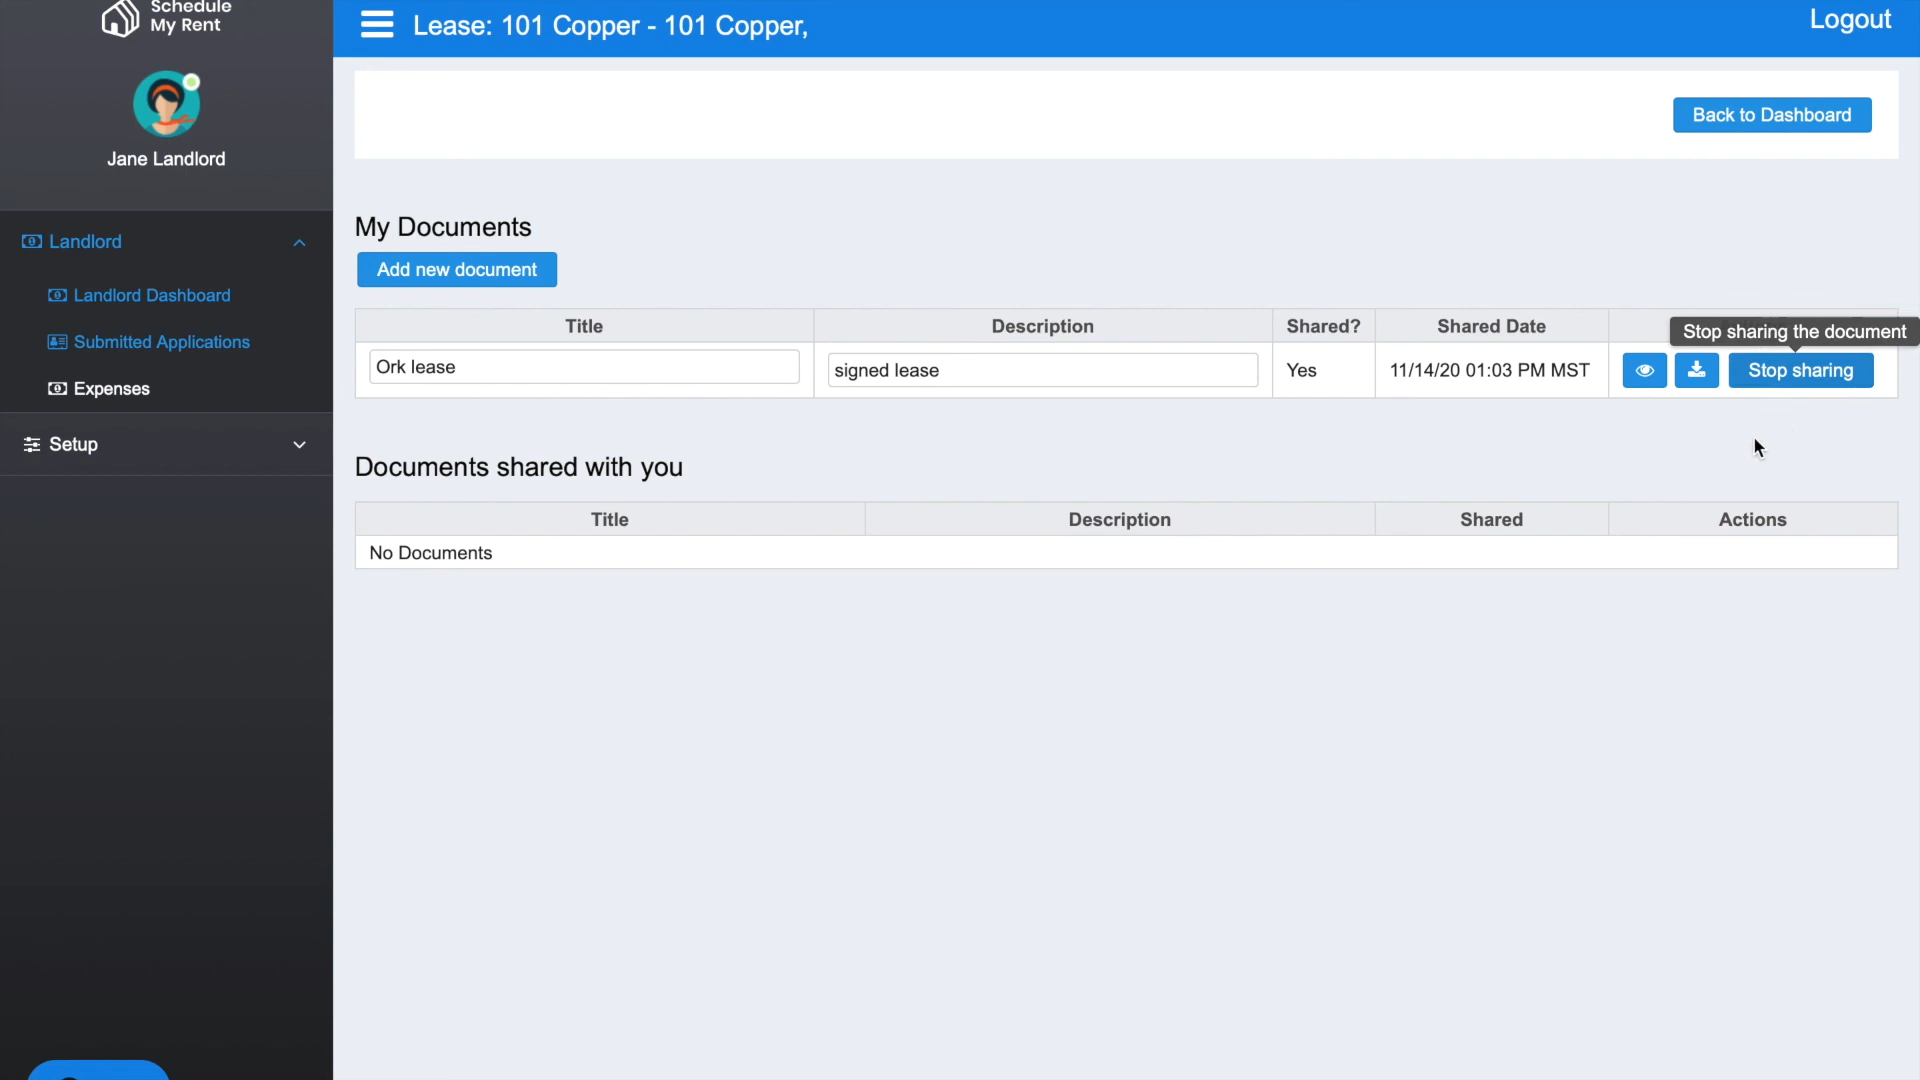 Schedule
My Rent
Lease: 101 Copper - 101 Copper,
Logout
Back to Dashboard
Jane Landlord
Landlord
Landlord Dashboard
Submitted Applications
Expenses
Setup
My Documents
Add new document
Title Description Shared? Shared Date
Stop sharing the document
Ork lease signed lease Yes 11/14/20 01:03 PM MST Stop sharing
Documents shared with you
Title Description Shared Actions
No Documents